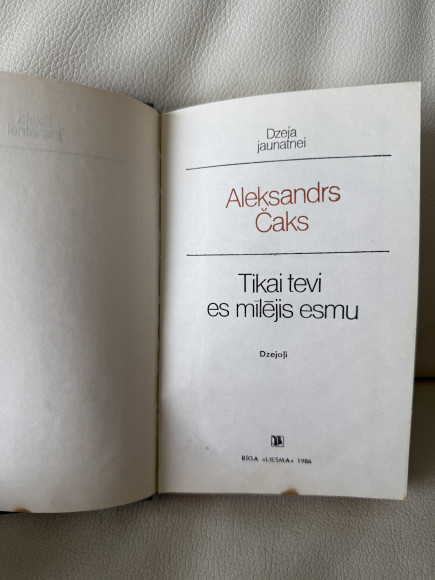 Dzeja
jaunatnei
Aleksandrs
Čaks
Tikai tevi
es mīlējis esmu
Dzejoļi
RĪGA «LIESMA» 1986